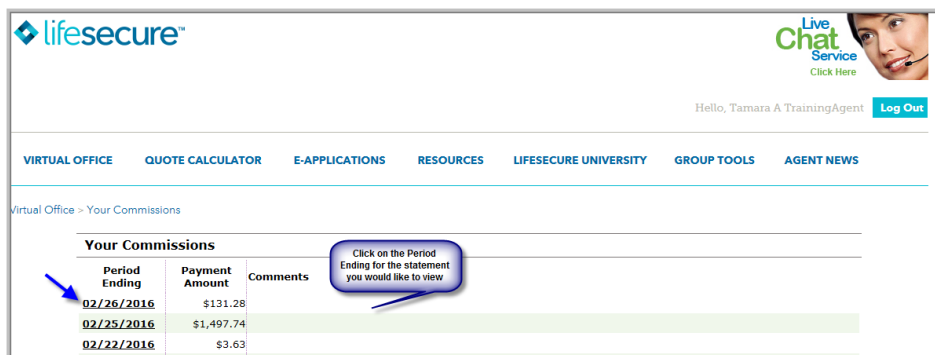 lifesecure™
Live
Chat
Service
Click Here
Hello, Tamara A TrainingAgent Log Out
VIRTUAL OFFICE QUOTE CALCULATOR E-APPLICATIONS RESOURCES LIFESECURE UNIVERSITY GROUP TOOLS AGENT NEWS
Virtual Office > Your Commissions
Your Commissions
Click on the Period
Ending for the statement
you would like to view
Period
Ending
Payment
Amount
Comments
02/26/2016 $131.28
02/25/2016 $1,497.74
02/22/2016 $3.63